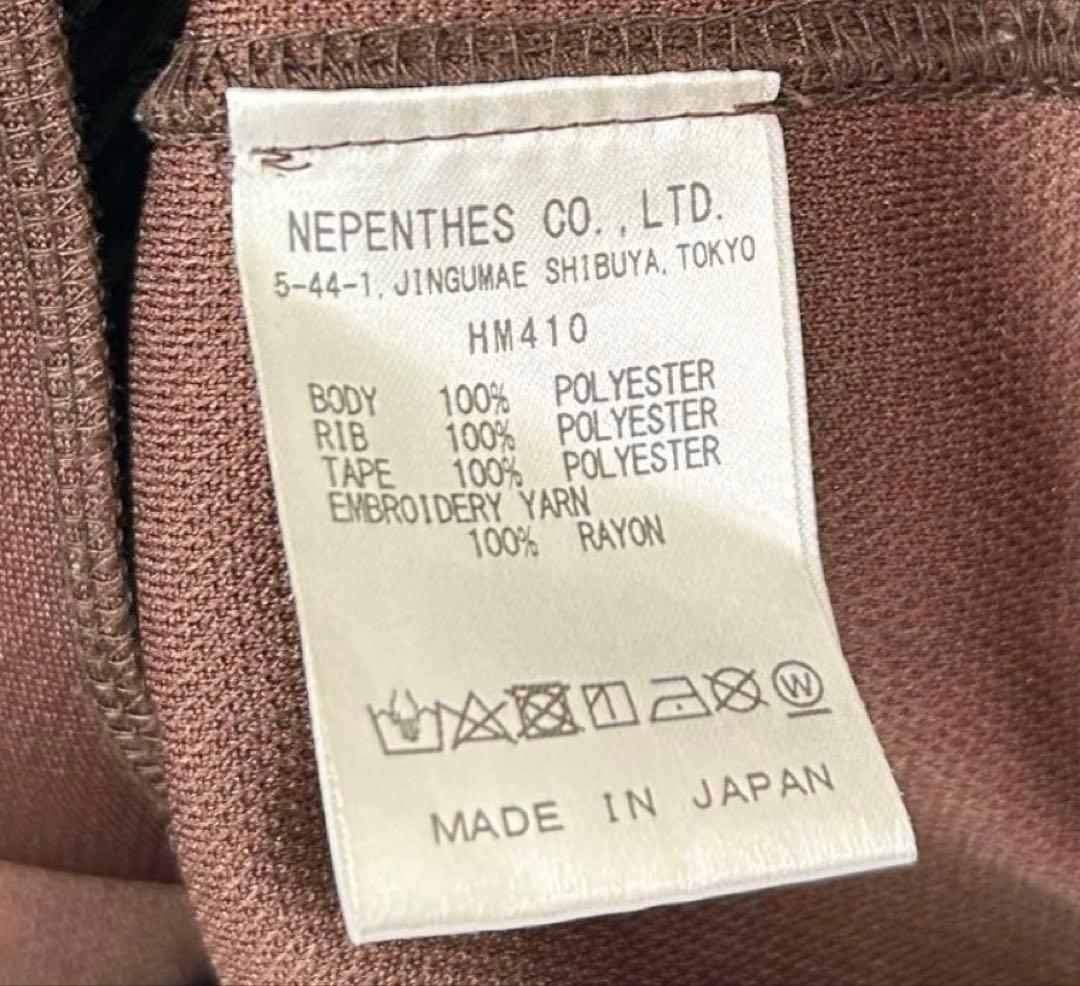 NEPENTHES CO.,LTD.
5-44-1, JINGUMAE SHIBUYA, TOKYO
HM410
BODY 100% POLYESTER
RIB 100% POLYESTER
TAPE 100% POLYESTER
EMBROIDERY YARN
100% RAYON
W
MADE IN JAPAN